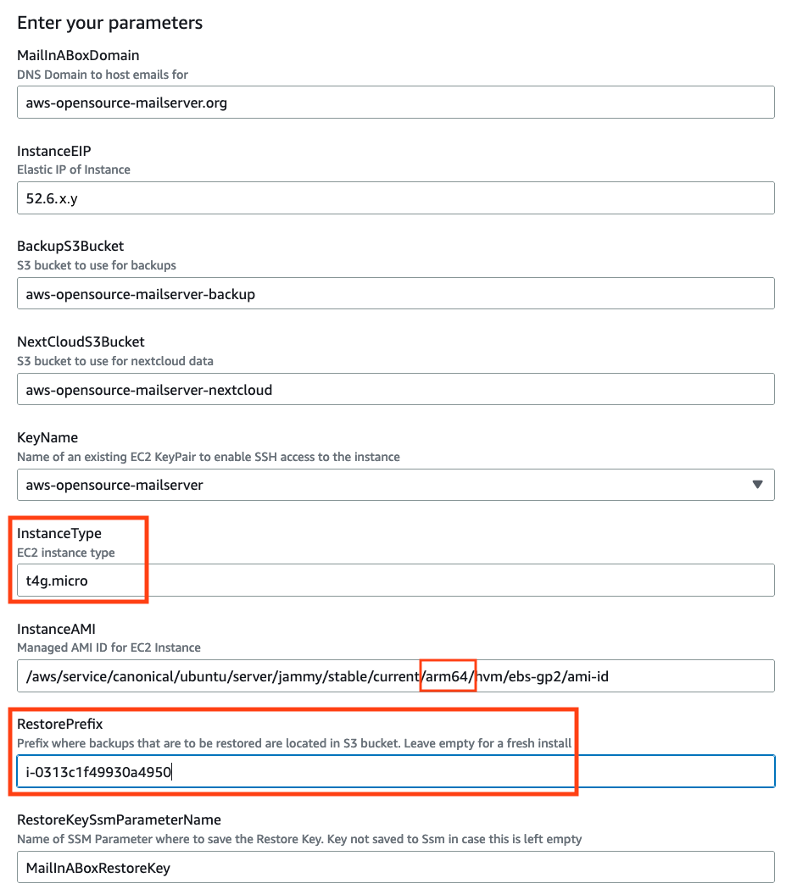 Enter your parameters
MailInABoxDomain
DNS Domain to host emails for
aws-opensource-mailserver.org
InstanceEIP
Elastic IP of Instance
52.6.x.y
BackupS3Bucket
S3 bucket to use for backups
aws-opensource-mailserver-backup
NextCloudS3Bucket
S3 bucket to use for nextcloud data
aws-opensource-mailserver-nextcloud
KeyName
Name of an existing EC2 KeyPair to enable SSH access to the instance
aws-opensource-mailserver
InstanceType
EC2 instance type
t4g.micro
InstanceAMI
Managed AMI ID for EC2 Instance
/aws/service/canonical/ubuntu/server/jammy/stable/current/arm64/hvm/ebs-gp2/ami-id
RestorePrefix
Prefix where backups that are to be restored are located in S3 bucket. Leave empty for a fresh install
i-0313c1f49930a4950
RestoreKeySsmParameterName
Name of SSM Parameter where to save the Restore Key. Key not saved to Ssm in case this is left empty
MailInABoxRestoreKey